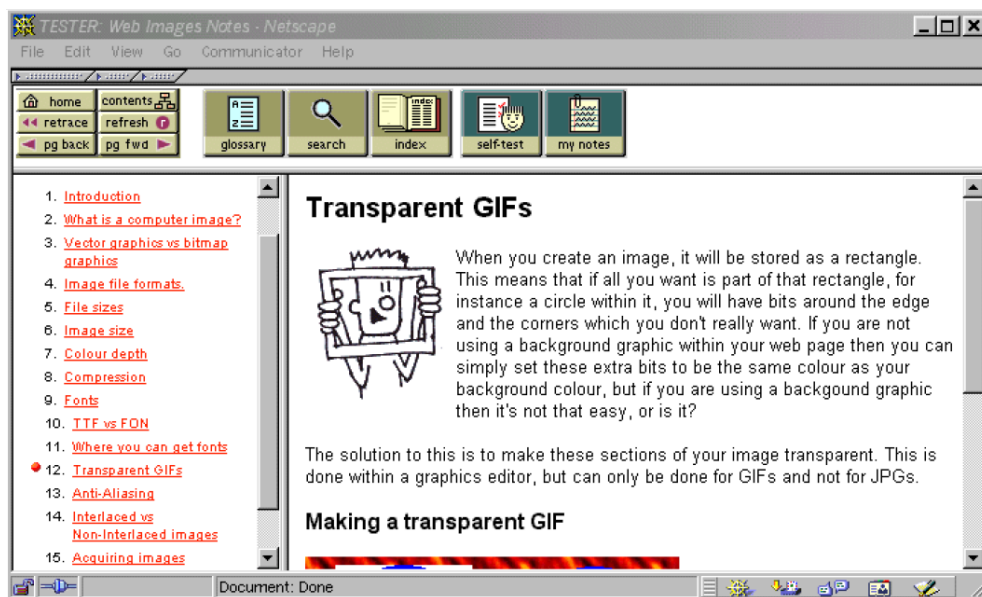 TESTER: Web Images Notes - Netscape
File Edit View Go Communicator Help
home contents
retrace refresh
pg back pg fwd
glossary search index self-test my notes
1. Introduction
2. What is a computer image?
3. Vector graphics vs bitmap
graphics
4. Image file formats.
5. File sizes
6. Image size
7. Colour depth
8. Compression
9. Fonts
10. TTF vs FON
11. Where you can get fonts
12. Transparent GIFs
13. Anti-Aliasing
14. Interlaced vs
Non-Interlaced images
15. Acquiring images
Transparent GIFs
When you create an image, it will be stored as a rectangle.
This means that if all you want is part of that rectangle, for
instance a circle within it, you will have bits around the edge
and the corners which you don't really want. If you are not
using a background graphic within your web page then you can
simply set these extra bits to be the same colour as your
background colour, but if you are using a backgound graphic
then it's not that easy, or is it?
The solution to this is to make these sections of your image transparent. This is
done within a graphics editor, but can only be done for GIFs and not for JPGs.
Making a transparent GIF
Document: Done